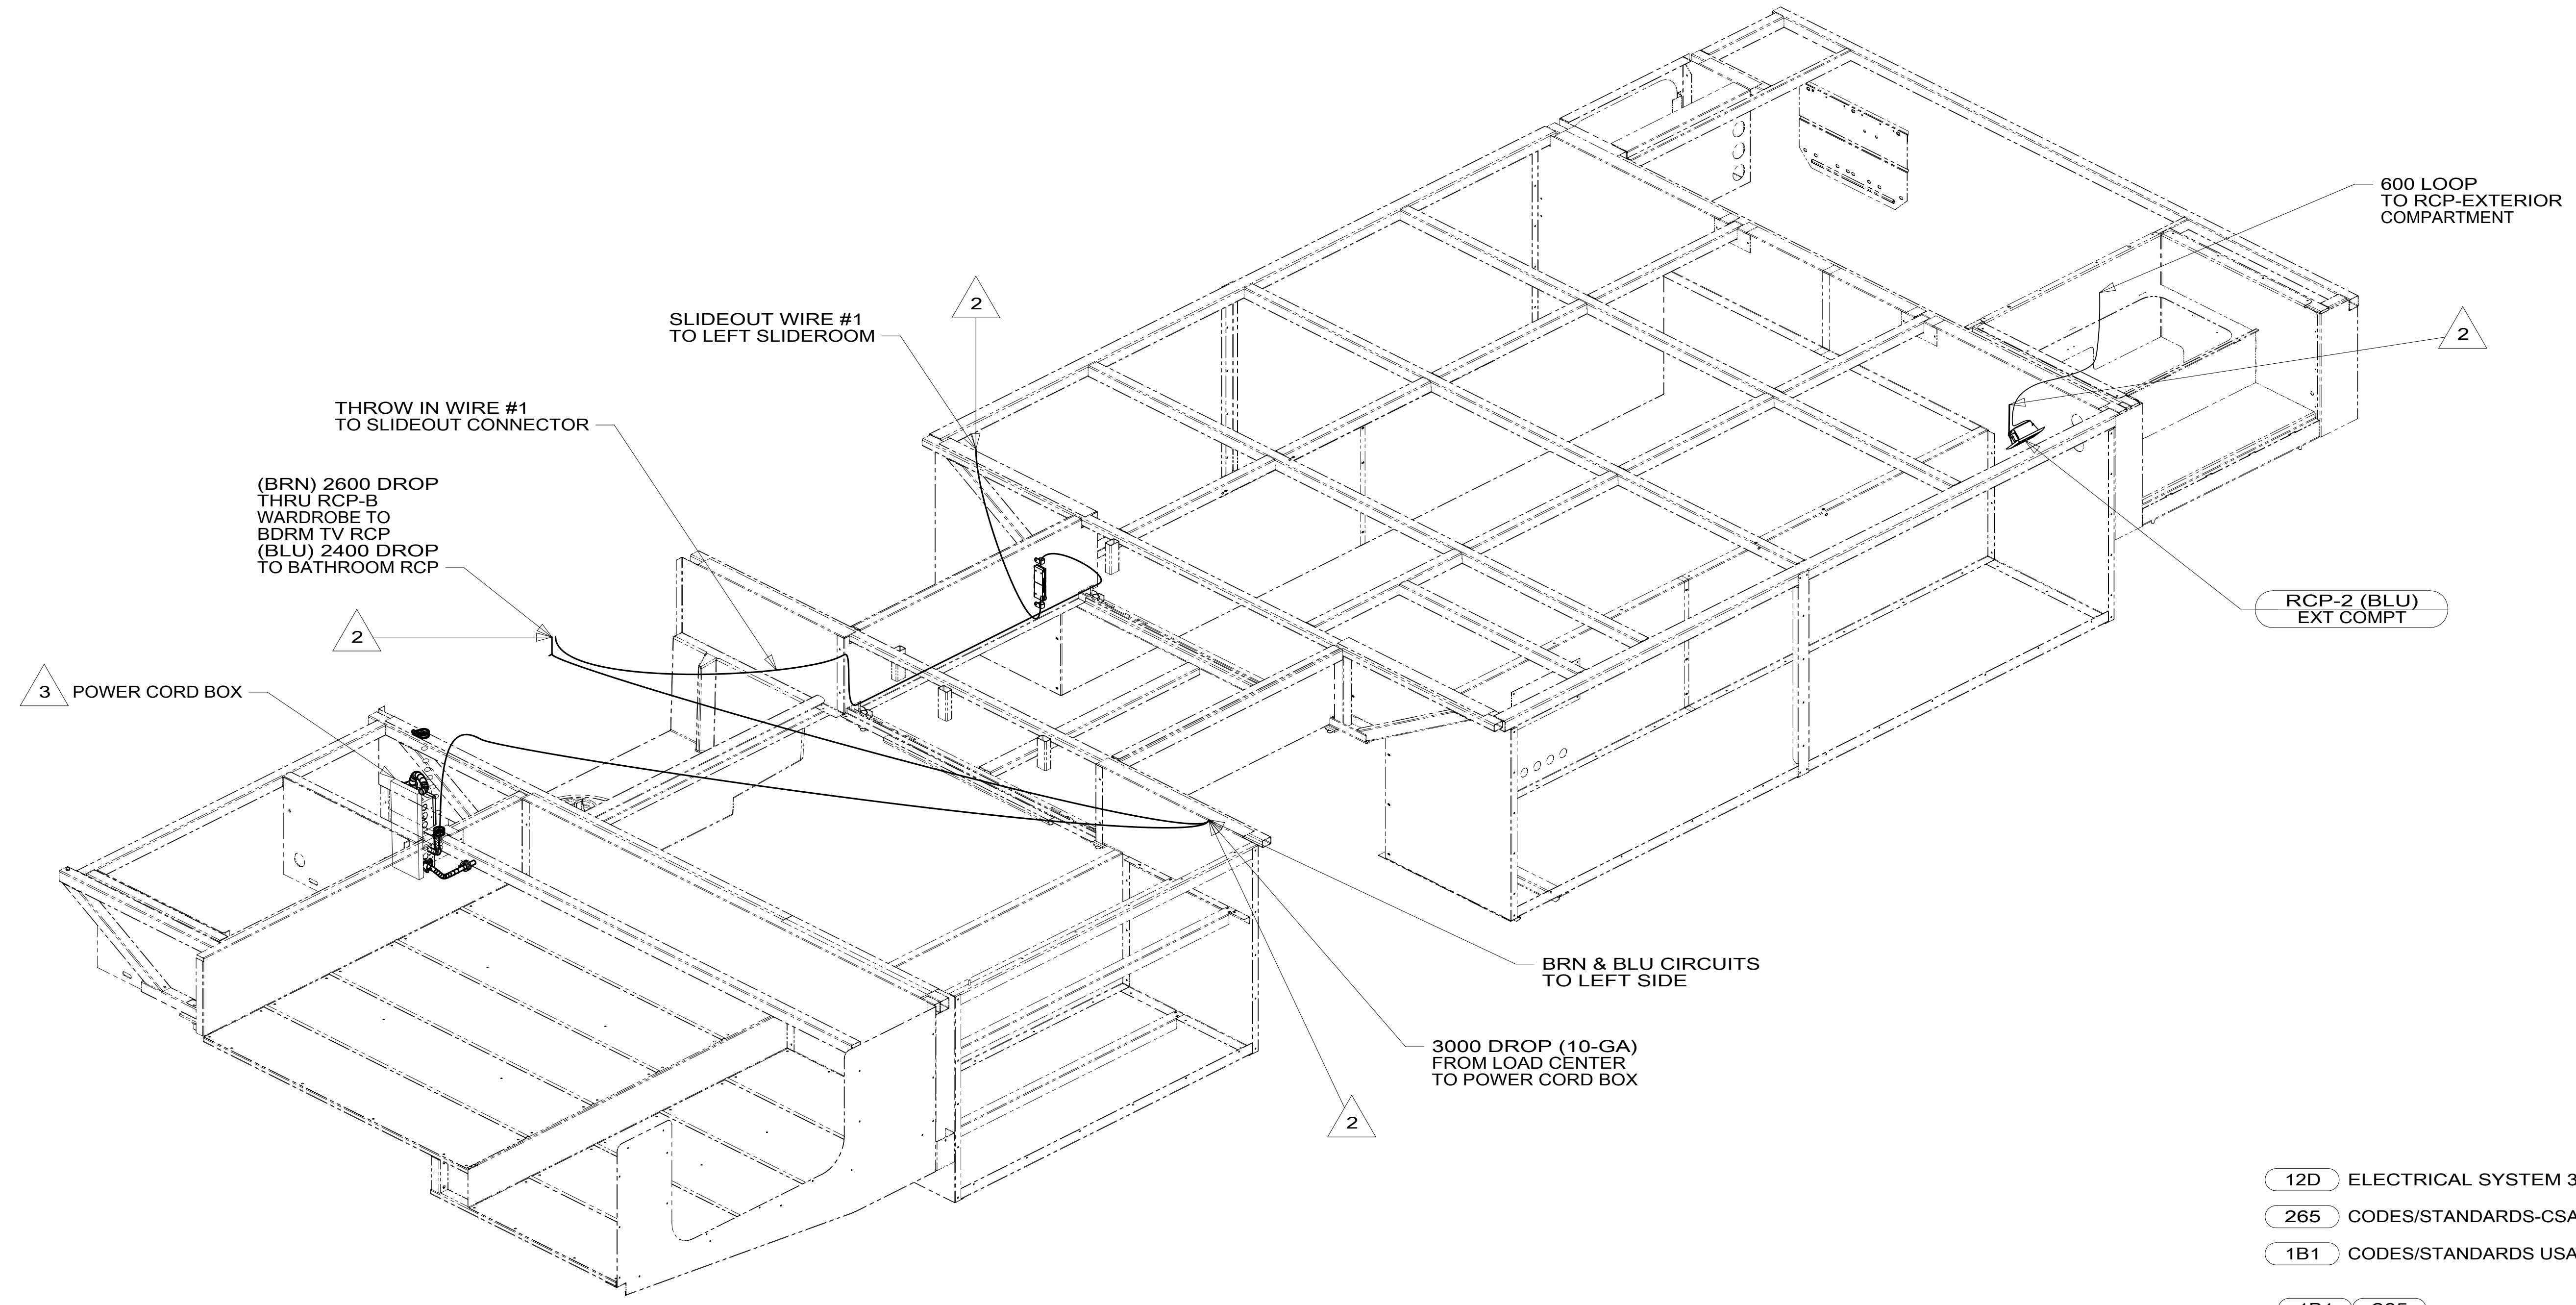 600 LOOP
TO RCP-EXTERIOR
COMPARTMENT
2
SLIDEOUT WIRE #1
TO LEFT SLIDEROOM
2
THROW IN WIRE #1
TO SLIDEOUT CONNECTOR
(BRN) 2600 DROP
THRU RCP-B
WARDROBE TO
BDRM TV RCP
(BLU) 2400 DROP
TO BATHROOM RCP
RCP-2 (BLU)
EXT COMPT
2
3 POWER CORD BOX
BRN & BLU CIRCUITS
TO LEFT SIDE
3000 DROP (10-GA)
FROM LOAD CENTER
TO POWER CORD BOX
2
12D ELECTRICAL SYSTEM 3
265 CODES/STANDARDS-CSA
1B1 CODES/STANDARDS USA